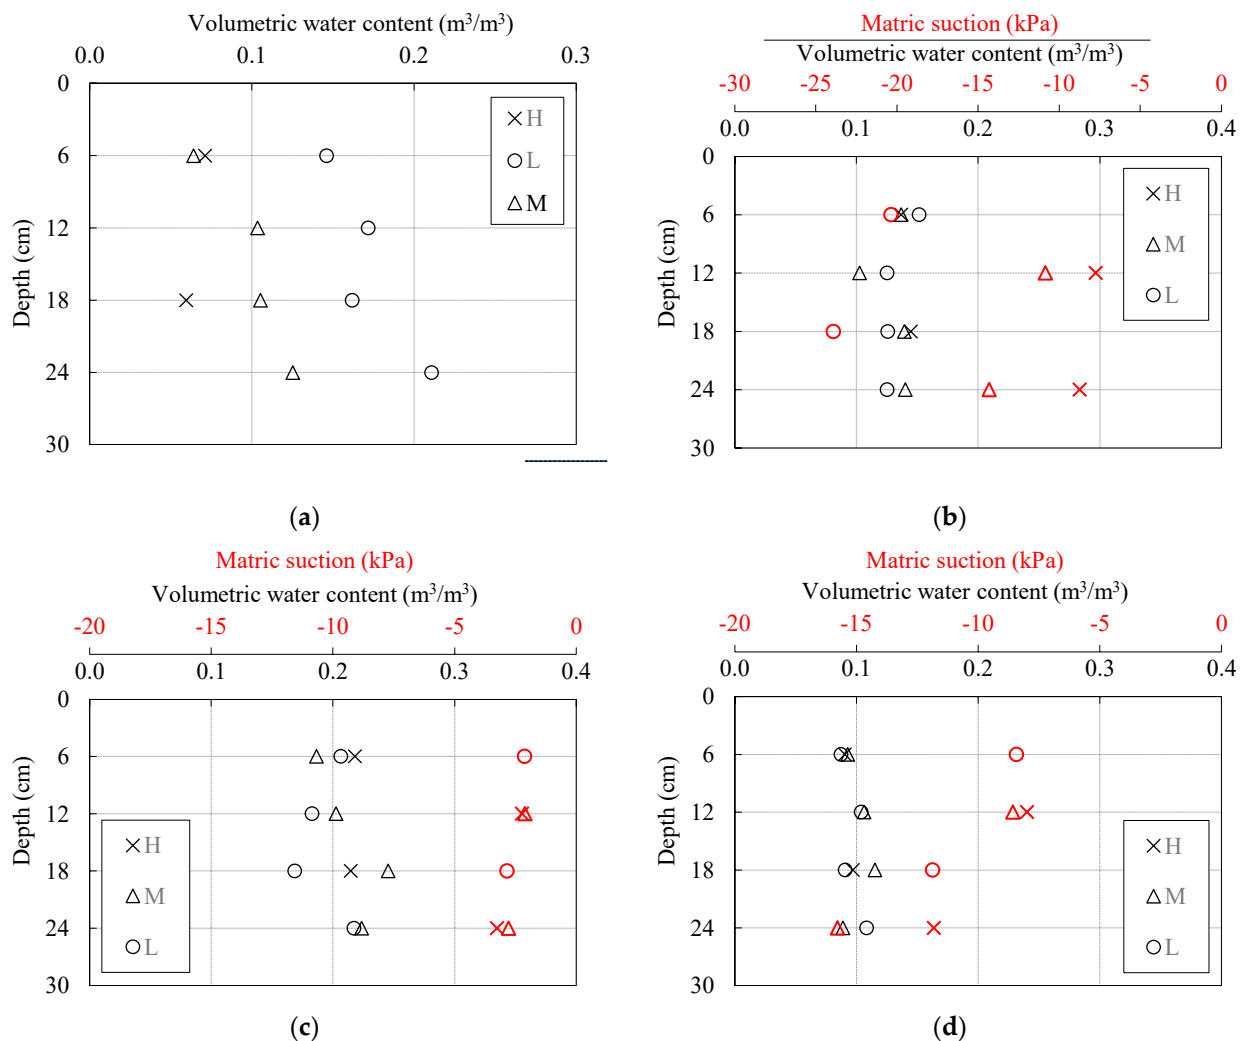 Volumetric water content (m³/m³)
0.0 0.1 0.2 0.3
0
6
12
18
24
30
Depth (cm)
H
L
M
(a)
Matric suction (kPa)
Volumetric water content (m³/m³)
-30 -25 -20 -15 -10 -5 0
0.0 0.1 0.2 0.3 0.4
0
6
12
18
24
30
Depth (cm)
H
M
L
(b)
Matric suction (kPa)
Volumetric water content (m³/m³)
-20 -15 -10 -5 0
0.0 0.1 0.2 0.3 0.4
0
6
12
18
24
30
Depth (cm)
H
M
L
(c)
Matric suction (kPa)
Volumetric water content (m³/m³)
-20 -15 -10 -5 0
0.0 0.1 0.2 0.3 0.4
0
6
12
18
24
30
Depth (cm)
H
M
L
(d)